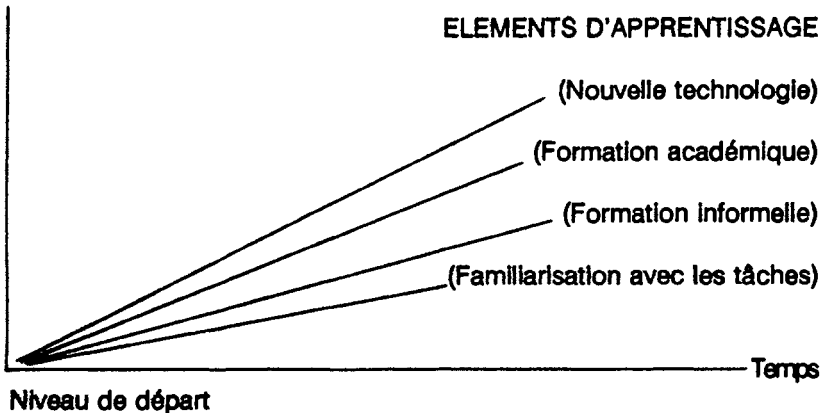 ELEMENTS D'APPRENTISSAGE
(Nouvelle technologie)
(Formation académique)
(Formation informelle)
(Familiarisation avec les tâches)
Temps
Niveau de départ